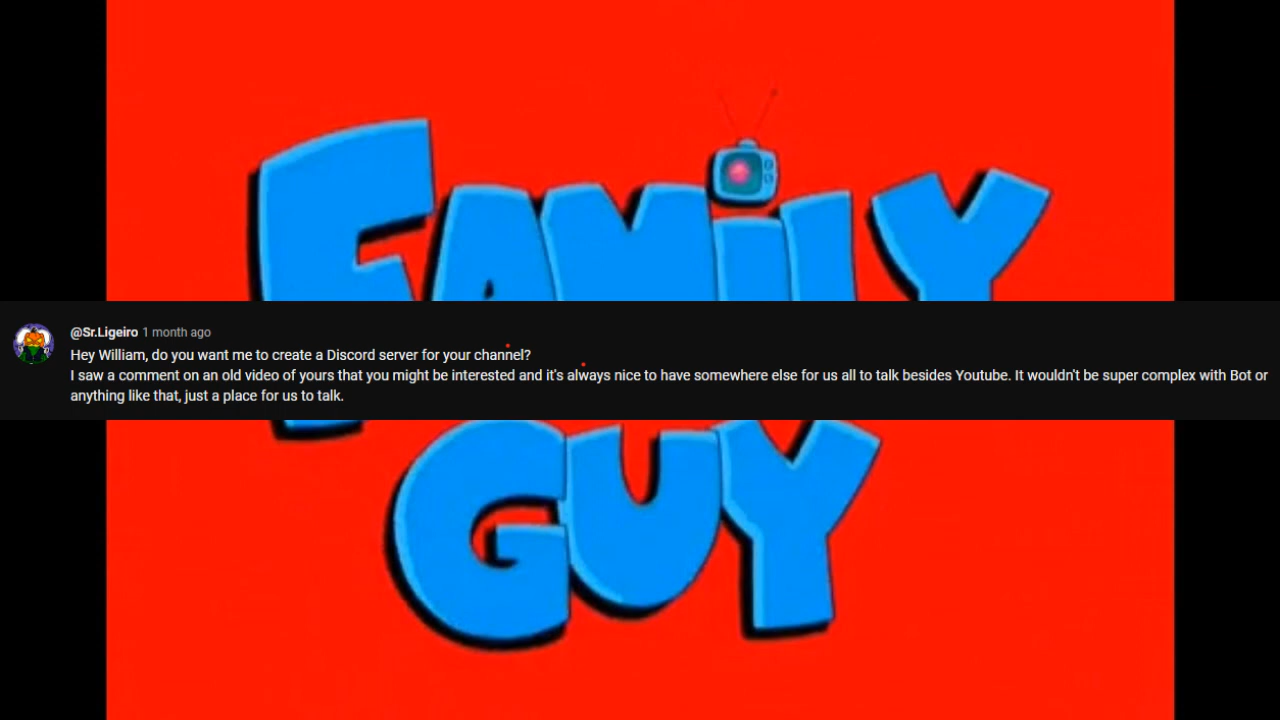 FAMiLY
@Sr.Ligeiro 1 month ago
Hey William, do you want me to create a Discord server for your channel?
I saw a comment on an old video of yours that you might be interested and it's always nice to have somewhere else for us all to talk besides Youtube. It wouldn't be super complex with Bot or
anything like that, just a place for us to talk.
GUY